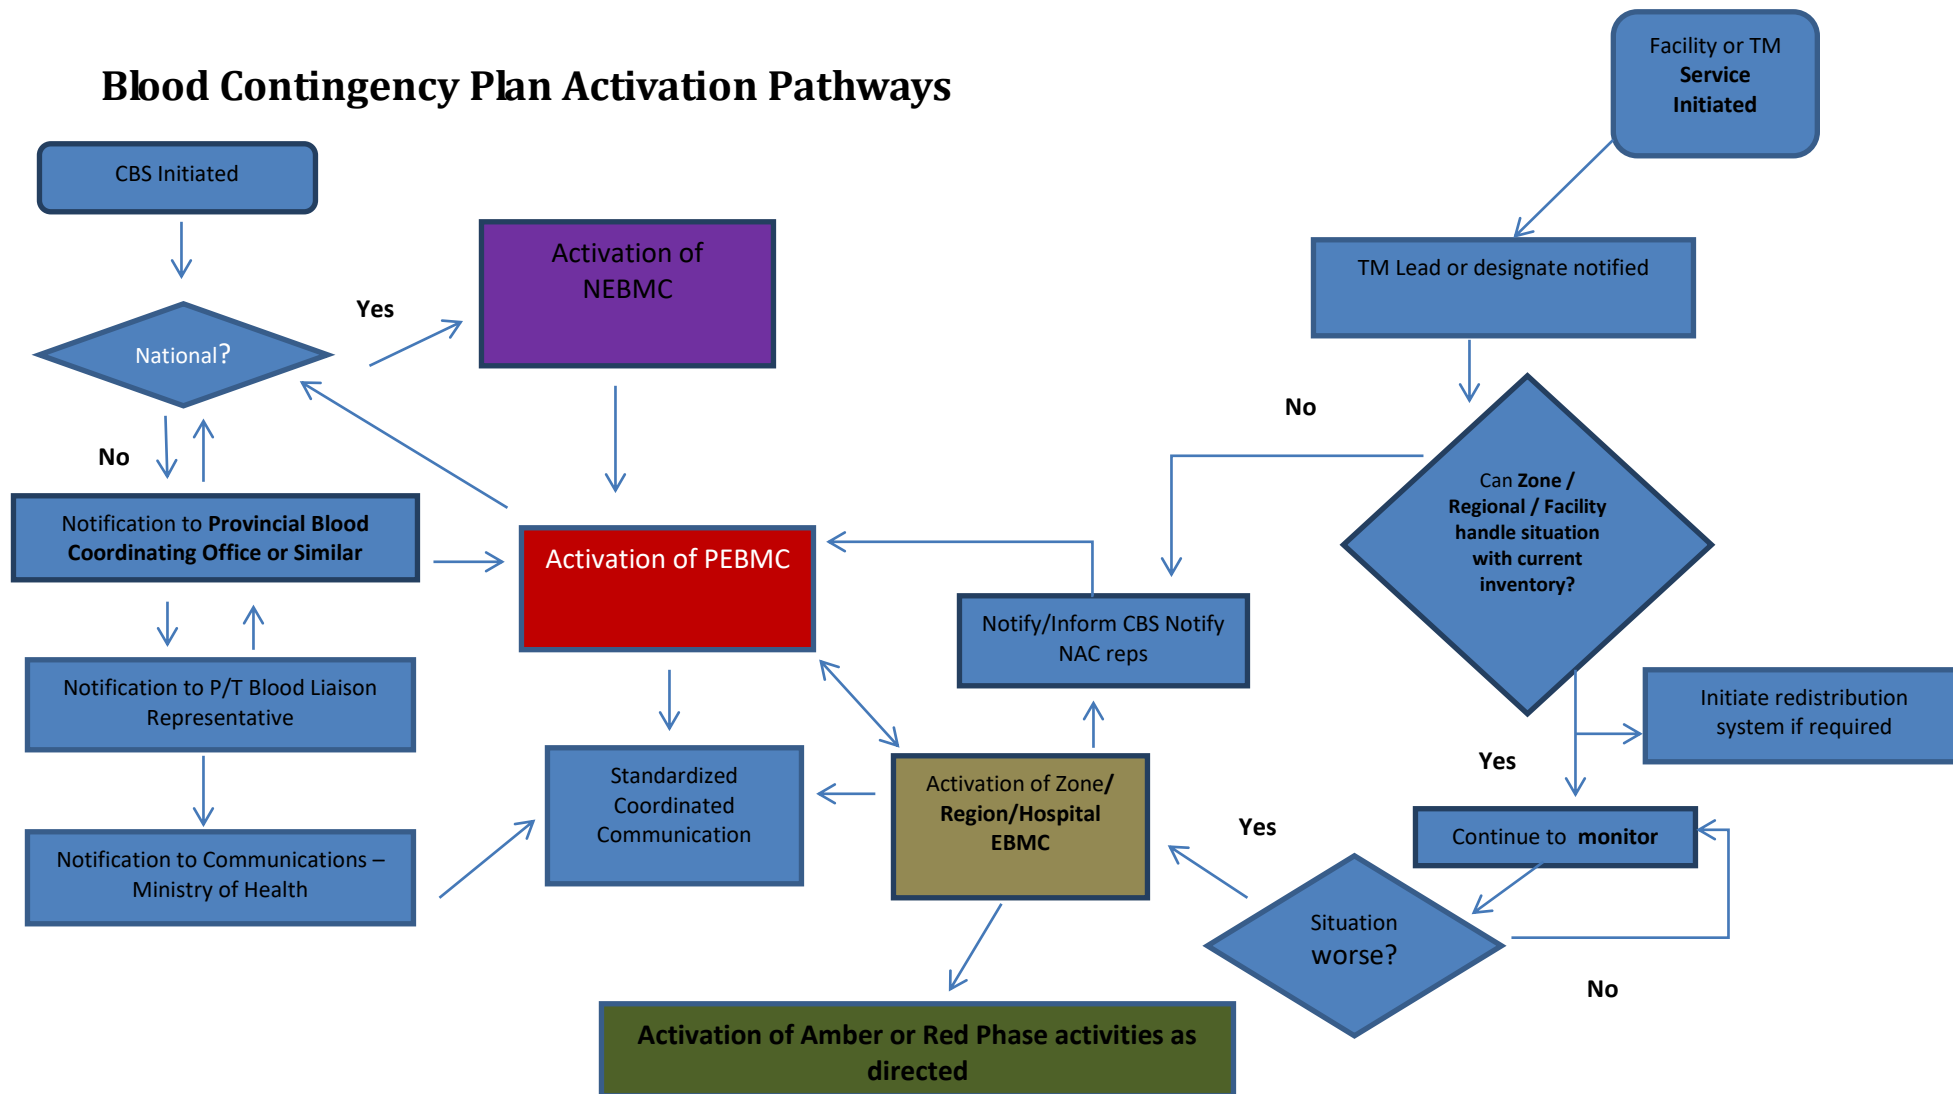 Blood Contingency Plan Activation Pathways
Facility or TM
Service
Initiated
CBS Initiated
Activation of
NEBMC
TM Lead or designate notified
Yes
National?
No
No
Notification to Provincial Blood
Coordinating Office or Similar
Activation of PEBMC
Can Zone /
Regional / Facility
handle situation
with current
inventory?
Notify/Inform CBS Notify
NAC reps
Notification to P/T Blood Liaison
Representative
Initiate redistribution
system if required
Yes
Standardized
Coordinated
Communication
Activation of Zone/
Region/Hospital
EBMC
Yes
Continue to monitor
Notification to Communications –
Ministry of Health
Situation
worse?
No
Activation of Amber or Red Phase activities as
directed